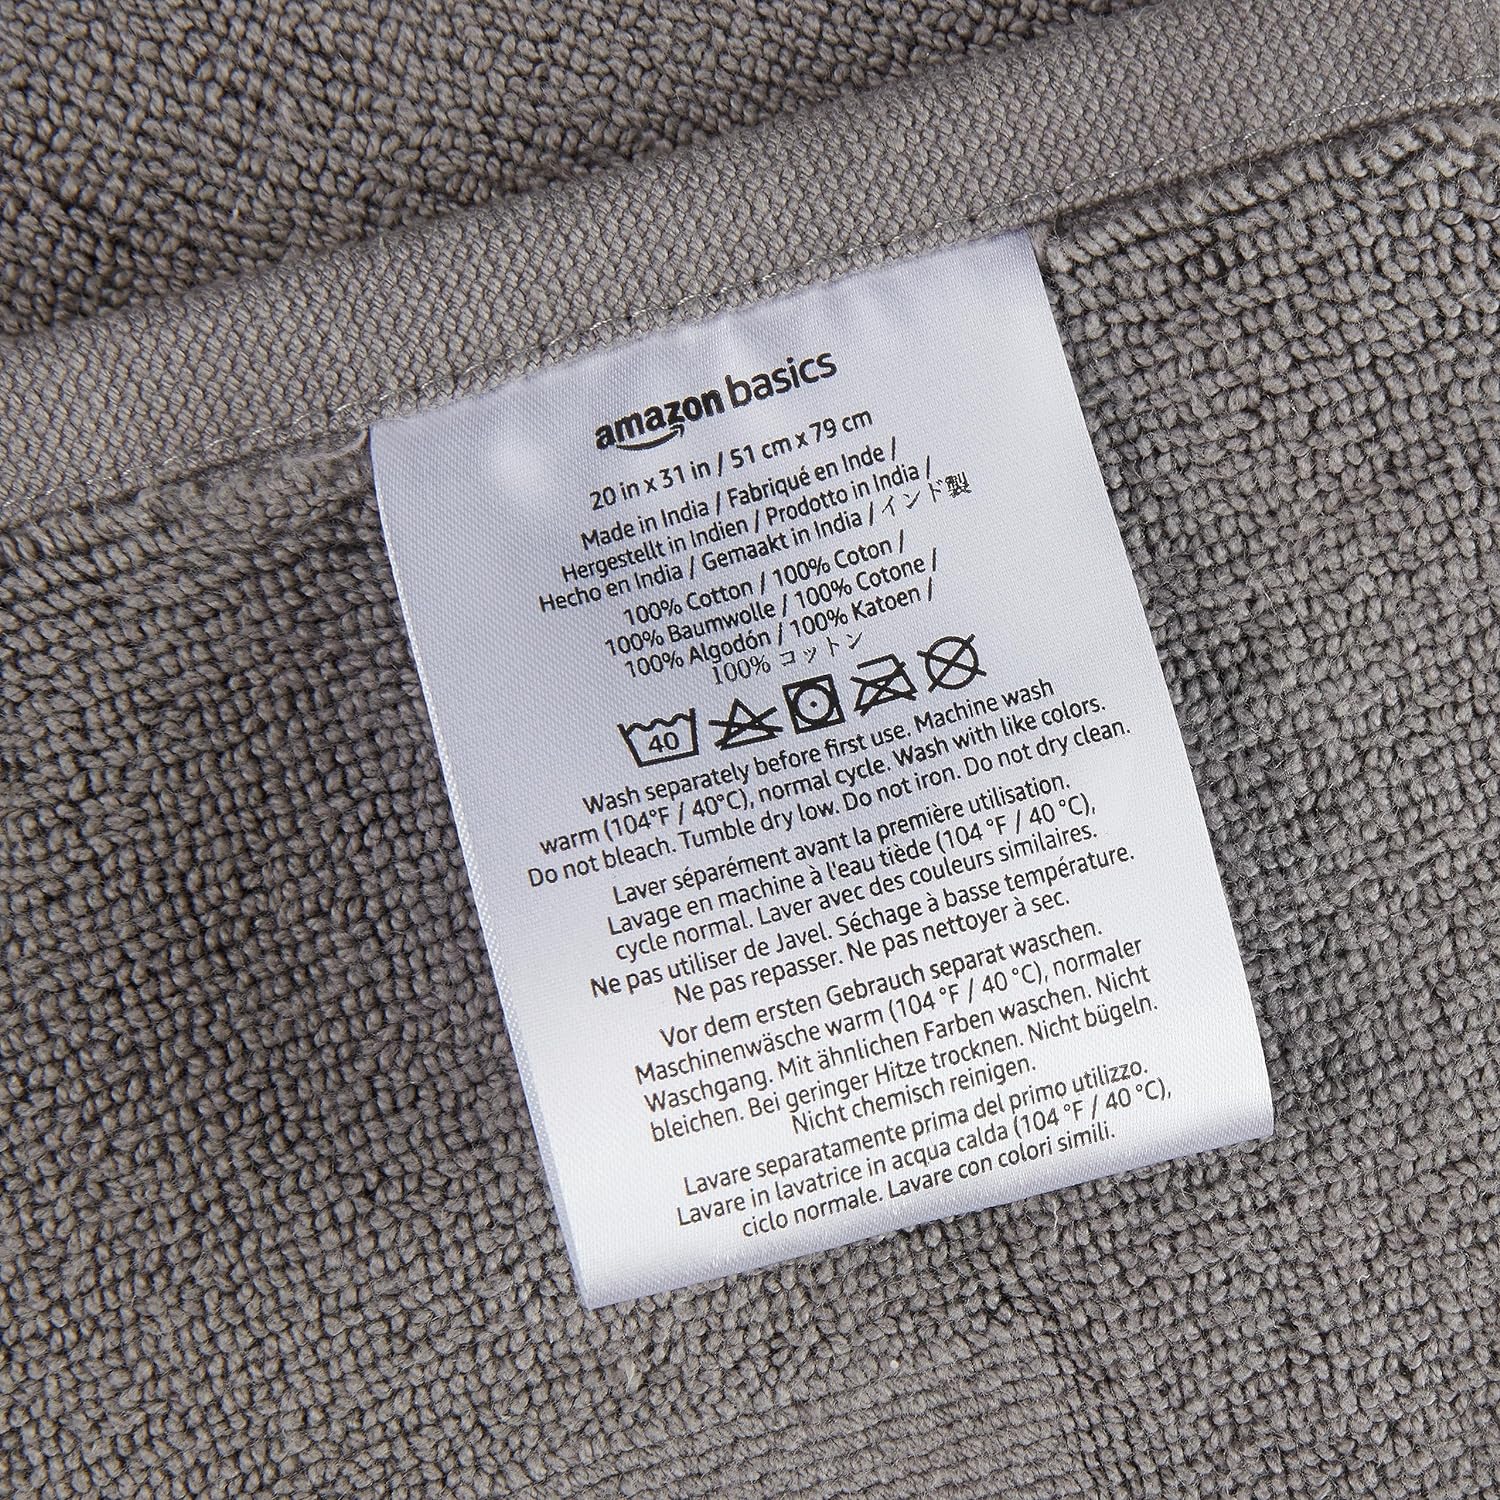 amazon basics
20 in x 31 in / 51 cm x 79 cm
Made in India / Fabriqué en Inde /
Hergestellt in Indien / Prodotto in India /
Hecho en India / Gemaakt in India / インド製
100% Cotton / 100% Coton /
100% Baumwolle / 100% Cotone /
100% Algodón / 100% Katoen /
100% コットン
40
Wash separately before first use. Machine wash
warm (104°F / 40°C), normal cycle. Wash with like colors.
Do not bleach. Tumble dry low. Do not iron. Do not dry clean.
Laver séparément avant la première utilisation.
Lavage en machine à l'eau tiède (104 °F / 40 °C),
cycle normal. Laver avec des couleurs similaires.
Ne pas utiliser de Javel. Séchage à basse température.
Ne pas repasser. Ne pas nettoyer à sec.
Vor dem ersten Gebrauch separat waschen.
Maschinenwäsche warm (104 °F / 40 °C), normaler
Waschgang. Mit ähnlichen Farben waschen. Nicht
bleichen. Bei geringer Hitze trocknen. Nicht bügeln.
Nicht chemisch reinigen.
Lavare separatamente prima del primo utilizzo.
Lavare in lavatrice in acqua calda (104 °F / 40 °C),
ciclo normale. Lavare con colori simili.